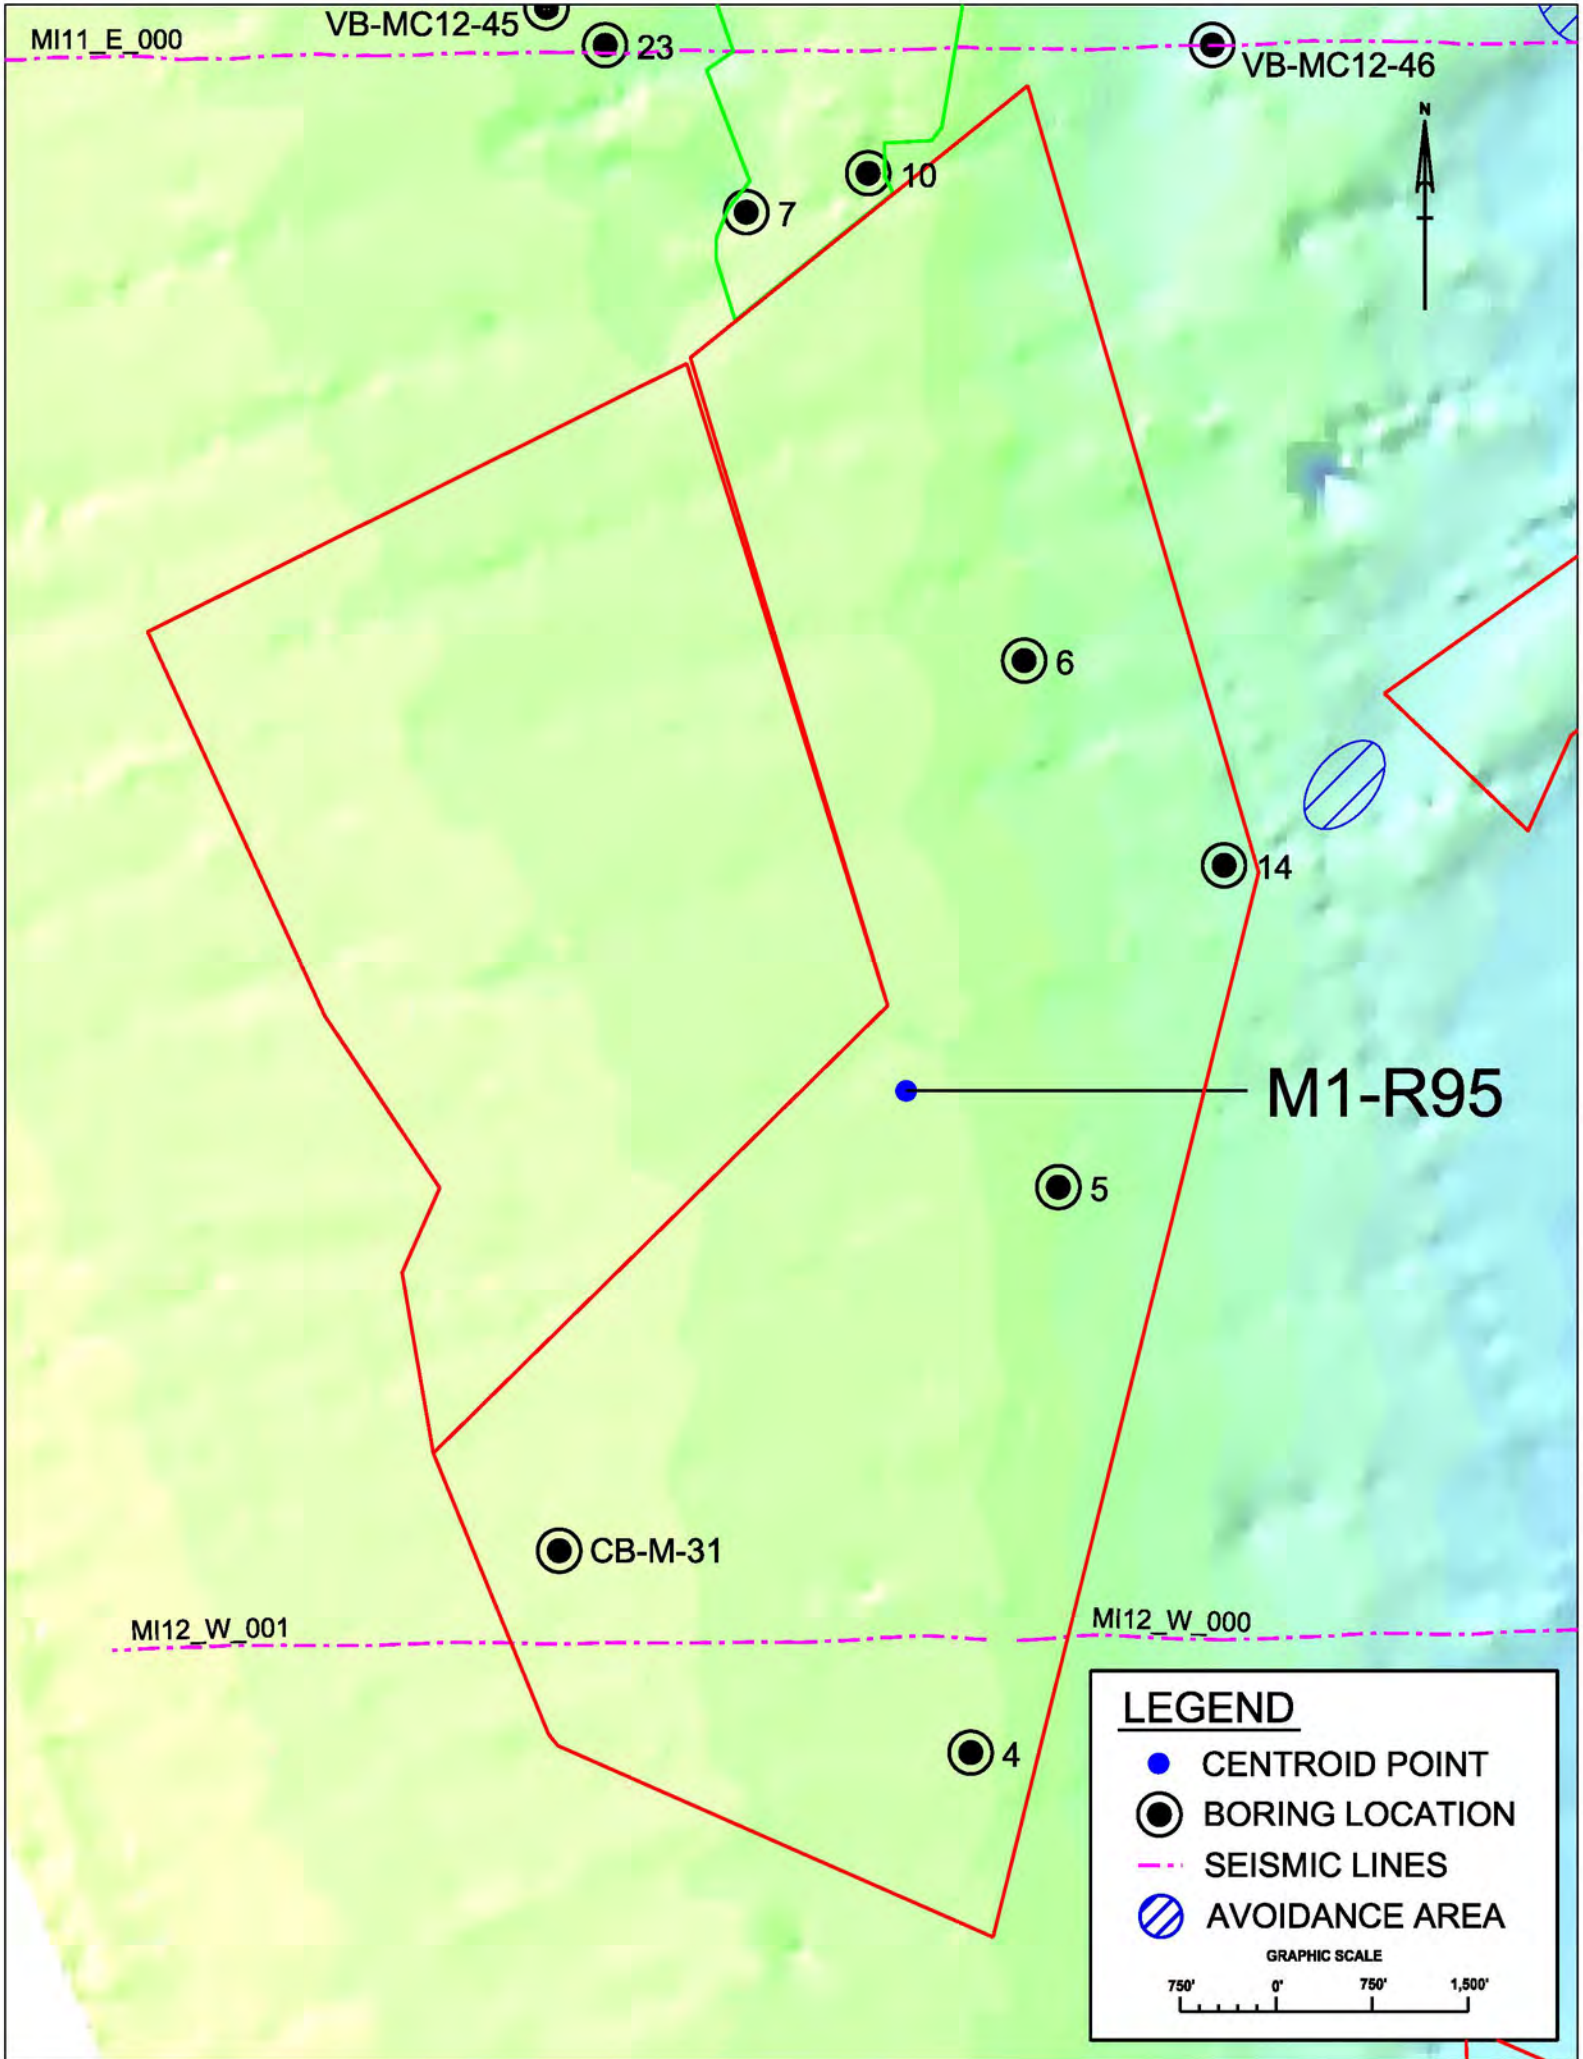 VB-MC12-45
MI11_E_000
23
VB-MC12-46
N
10
7
6
14
M1-R95
5
CB-M-31
MI12_W_001
MI12_W_000
4
LEGEND
CENTROID POINT
BORING LOCATION
SEISMIC LINES
AVOIDANCE AREA
GRAPHIC SCALE
750' 0' 750' 1,500'